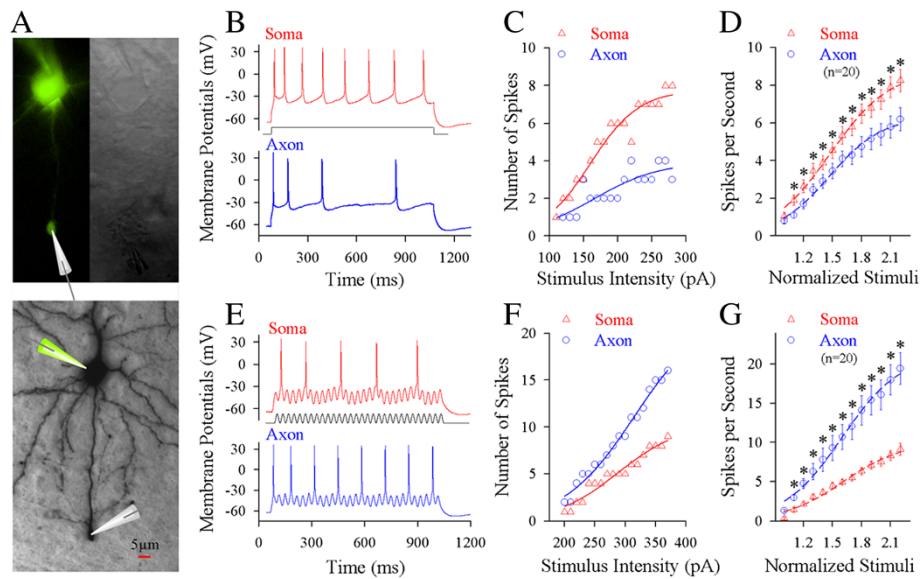 A
5µm
B
Soma
Axon
Membrane Potentials (mV)
30
-30
-60
30
0
-30
-60
0 300 600 900 1200
Time (ms)
C
Soma
Axon
Number of Spikes
10
8
6
4
2
0
100 150 200 250 300
Stimulus Intensity (pA)
D
Soma
Axon
(n=20)
Spikes per Second
* * * * * * * * * * *
10
8
6
4
2
0
1.2 1.5 1.8 2.1
Normalized Stimuli
E
Soma
Axon
Membrane Potentials (mV)
30
0
-30
-60
30
0
-30
-60
0 300 600 900 1200
Time (ms)
F
Soma
Axon
Number of Spikes
20
15
10
5
0
200 250 300 350 400
Stimulus Intensity (pA)
G
Soma
Axon
(n=20)
Spikes per Second
* * * * * * * * * * *
20
15
10
5
0
1.2 1.5 1.8 2.1
Normalized Stimuli